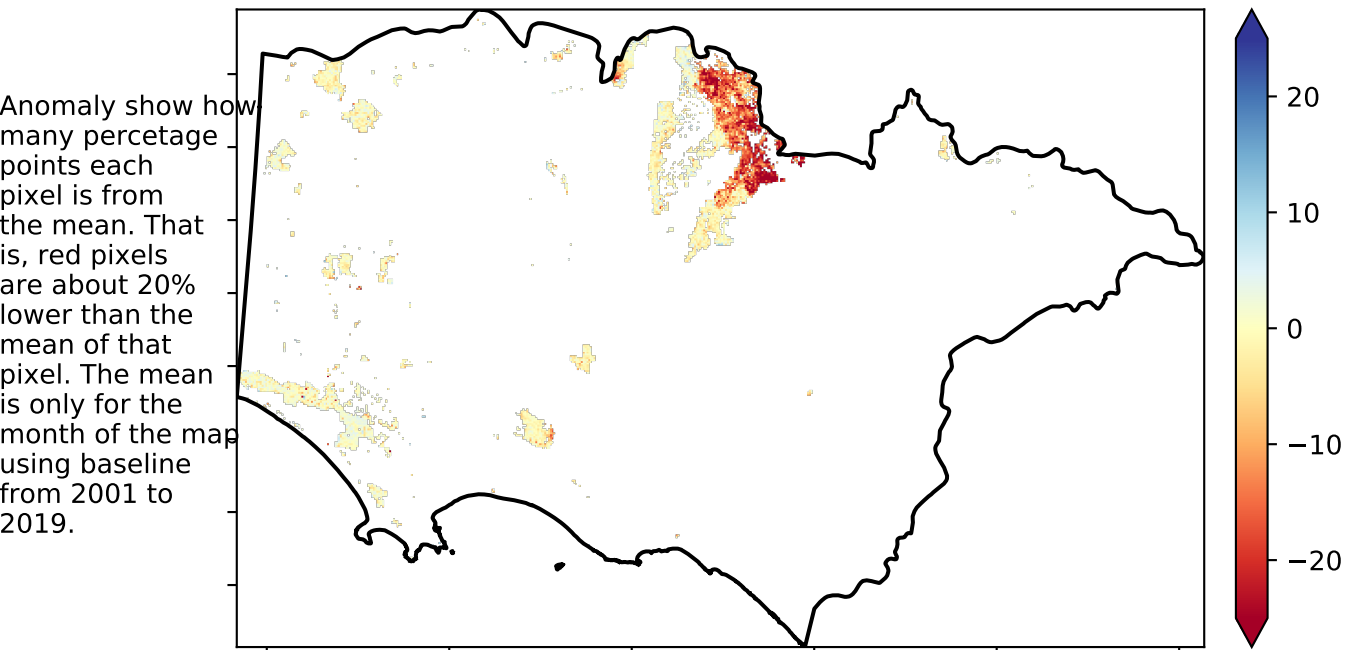 Anomaly show how
many percetage
points each
pixel is from
the mean. That
is, red pixels
are about 20%
lower than the
mean of that
pixel. The mean
is only for the
month of the map
using baseline
from 2001 to
2019.
20
10
0
−10
−20